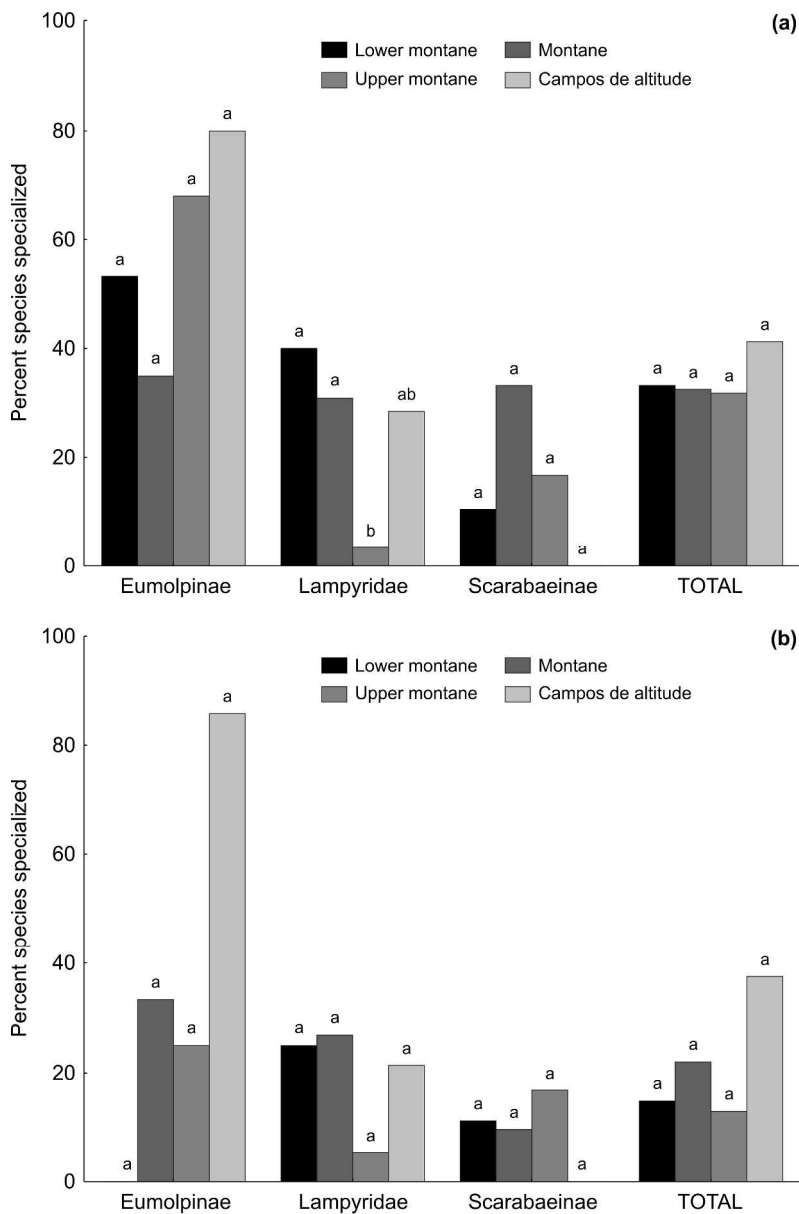 (a)
100
80
60
40
20
0
Percent species specialized
Lower montane Montane
Upper montane Campos de altitude
a a a a
a a b ab
a a a a
a a a a
Eumolpinae Lampyridae Scarabaeinae TOTAL
(b)
100
80
60
40
20
0
Percent species specialized
Lower montane Montane
Upper montane Campos de altitude
a a a a
a a a a
a a a a
a a a a
Eumolpinae Lampyridae Scarabaeinae TOTAL